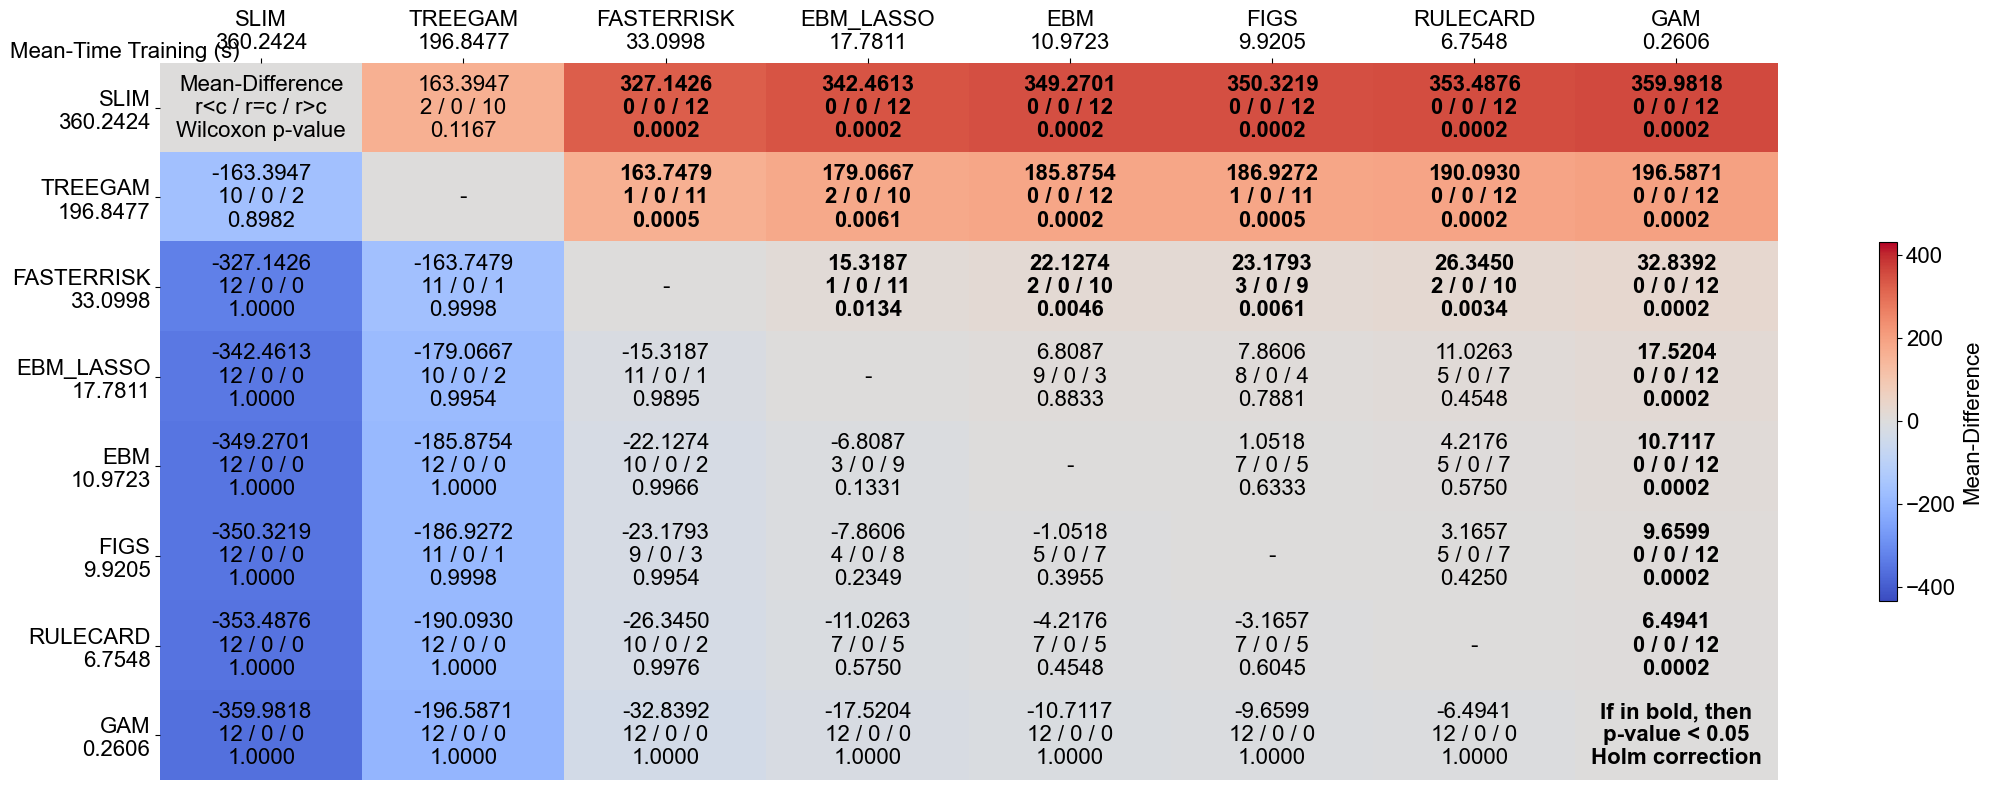 SLIM TREEGAM FASTERRISK EBM_LASSO EBM FIGS RULECARD GAM
360.2424 196.8477 33.0998 17.7811 10.9723 9.9205 6.7548 0.2606
Mean-Time Training (s)
Mean-Difference 163.3947 327.1426 342.4613 349.2701 350.3219 353.4876 359.9818
SLIM r<c / r=c / r>c 2 / 0 / 10 0 / 0 / 12 0 / 0 / 12 0 / 0 / 12 0 / 0 / 12 0 / 0 / 12 0 / 0 / 12
360.2424 Wilcoxon p-value 0.1167 0.0002 0.0002 0.0002 0.0002 0.0002 0.0002
-163.3947 163.7479 179.0667 185.8754 186.9272 190.0930 196.5871
TREEGAM 10 / 0 / 2 - 1 / 0 / 11 2 / 0 / 10 0 / 0 / 12 1 / 0 / 11 0 / 0 / 12 0 / 0 / 12
196.8477 0.8982 0.0005 0.0061 0.0002 0.0005 0.0002 0.0002
-327.1426 -163.7479 15.3187 22.1274 23.1793 26.3450 32.8392
FASTERRISK 12 / 0 / 0 11 / 0 / 1 - 1 / 0 / 11 2 / 0 / 10 3 / 0 / 9 2 / 0 / 10 0 / 0 / 12
33.0998 1.0000 0.9998 0.0134 0.0046 0.0061 0.0034 0.0002
-342.4613 -179.0667 -15.3187 6.8087 7.8606 11.0263 17.5204
EBM_LASSO 12 / 0 / 0 10 / 0 / 2 11 / 0 / 1 - 9 / 0 / 3 8 / 0 / 4 5 / 0 / 7 0 / 0 / 12
17.7811 1.0000 0.9954 0.9895 0.8833 0.7881 0.4548 0.0002
-349.2701 -185.8754 -22.1274 -6.8087 1.0518 4.2176 10.7117
EBM 12 / 0 / 0 12 / 0 / 0 10 / 0 / 2 3 / 0 / 9 - 7 / 0 / 5 5 / 0 / 7 0 / 0 / 12
10.9723 1.0000 1.0000 0.9966 0.1331 0.6333 0.5750 0.0002
-350.3219 -186.9272 -23.1793 -7.8606 -1.0518 3.1657 9.6599
FIGS 12 / 0 / 0 11 / 0 / 1 9 / 0 / 3 4 / 0 / 8 5 / 0 / 7 - 5 / 0 / 7 0 / 0 / 12
9.9205 1.0000 0.9998 0.9954 0.2349 0.3955 0.4250 0.0002
-353.4876 -190.0930 -26.3450 -11.0263 -4.2176 -3.1657 6.4941
RULECARD 12 / 0 / 0 12 / 0 / 0 10 / 0 / 2 7 / 0 / 5 7 / 0 / 5 7 / 0 / 5 - 0 / 0 / 12
6.7548 1.0000 1.0000 0.9976 0.5750 0.4548 0.6045 0.0002
-359.9818 -196.5871 -32.8392 -17.5204 -10.7117 -9.6599 -6.4941 If in bold, then
GAM 12 / 0 / 0 12 / 0 / 0 12 / 0 / 0 12 / 0 / 0 12 / 0 / 0 12 / 0 / 0 12 / 0 / 0 p-value < 0.05
0.2606 1.0000 1.0000 1.0000 1.0000 1.0000 1.0000 1.0000 Holm correction
400
200
0
−200
−400
Mean-Difference